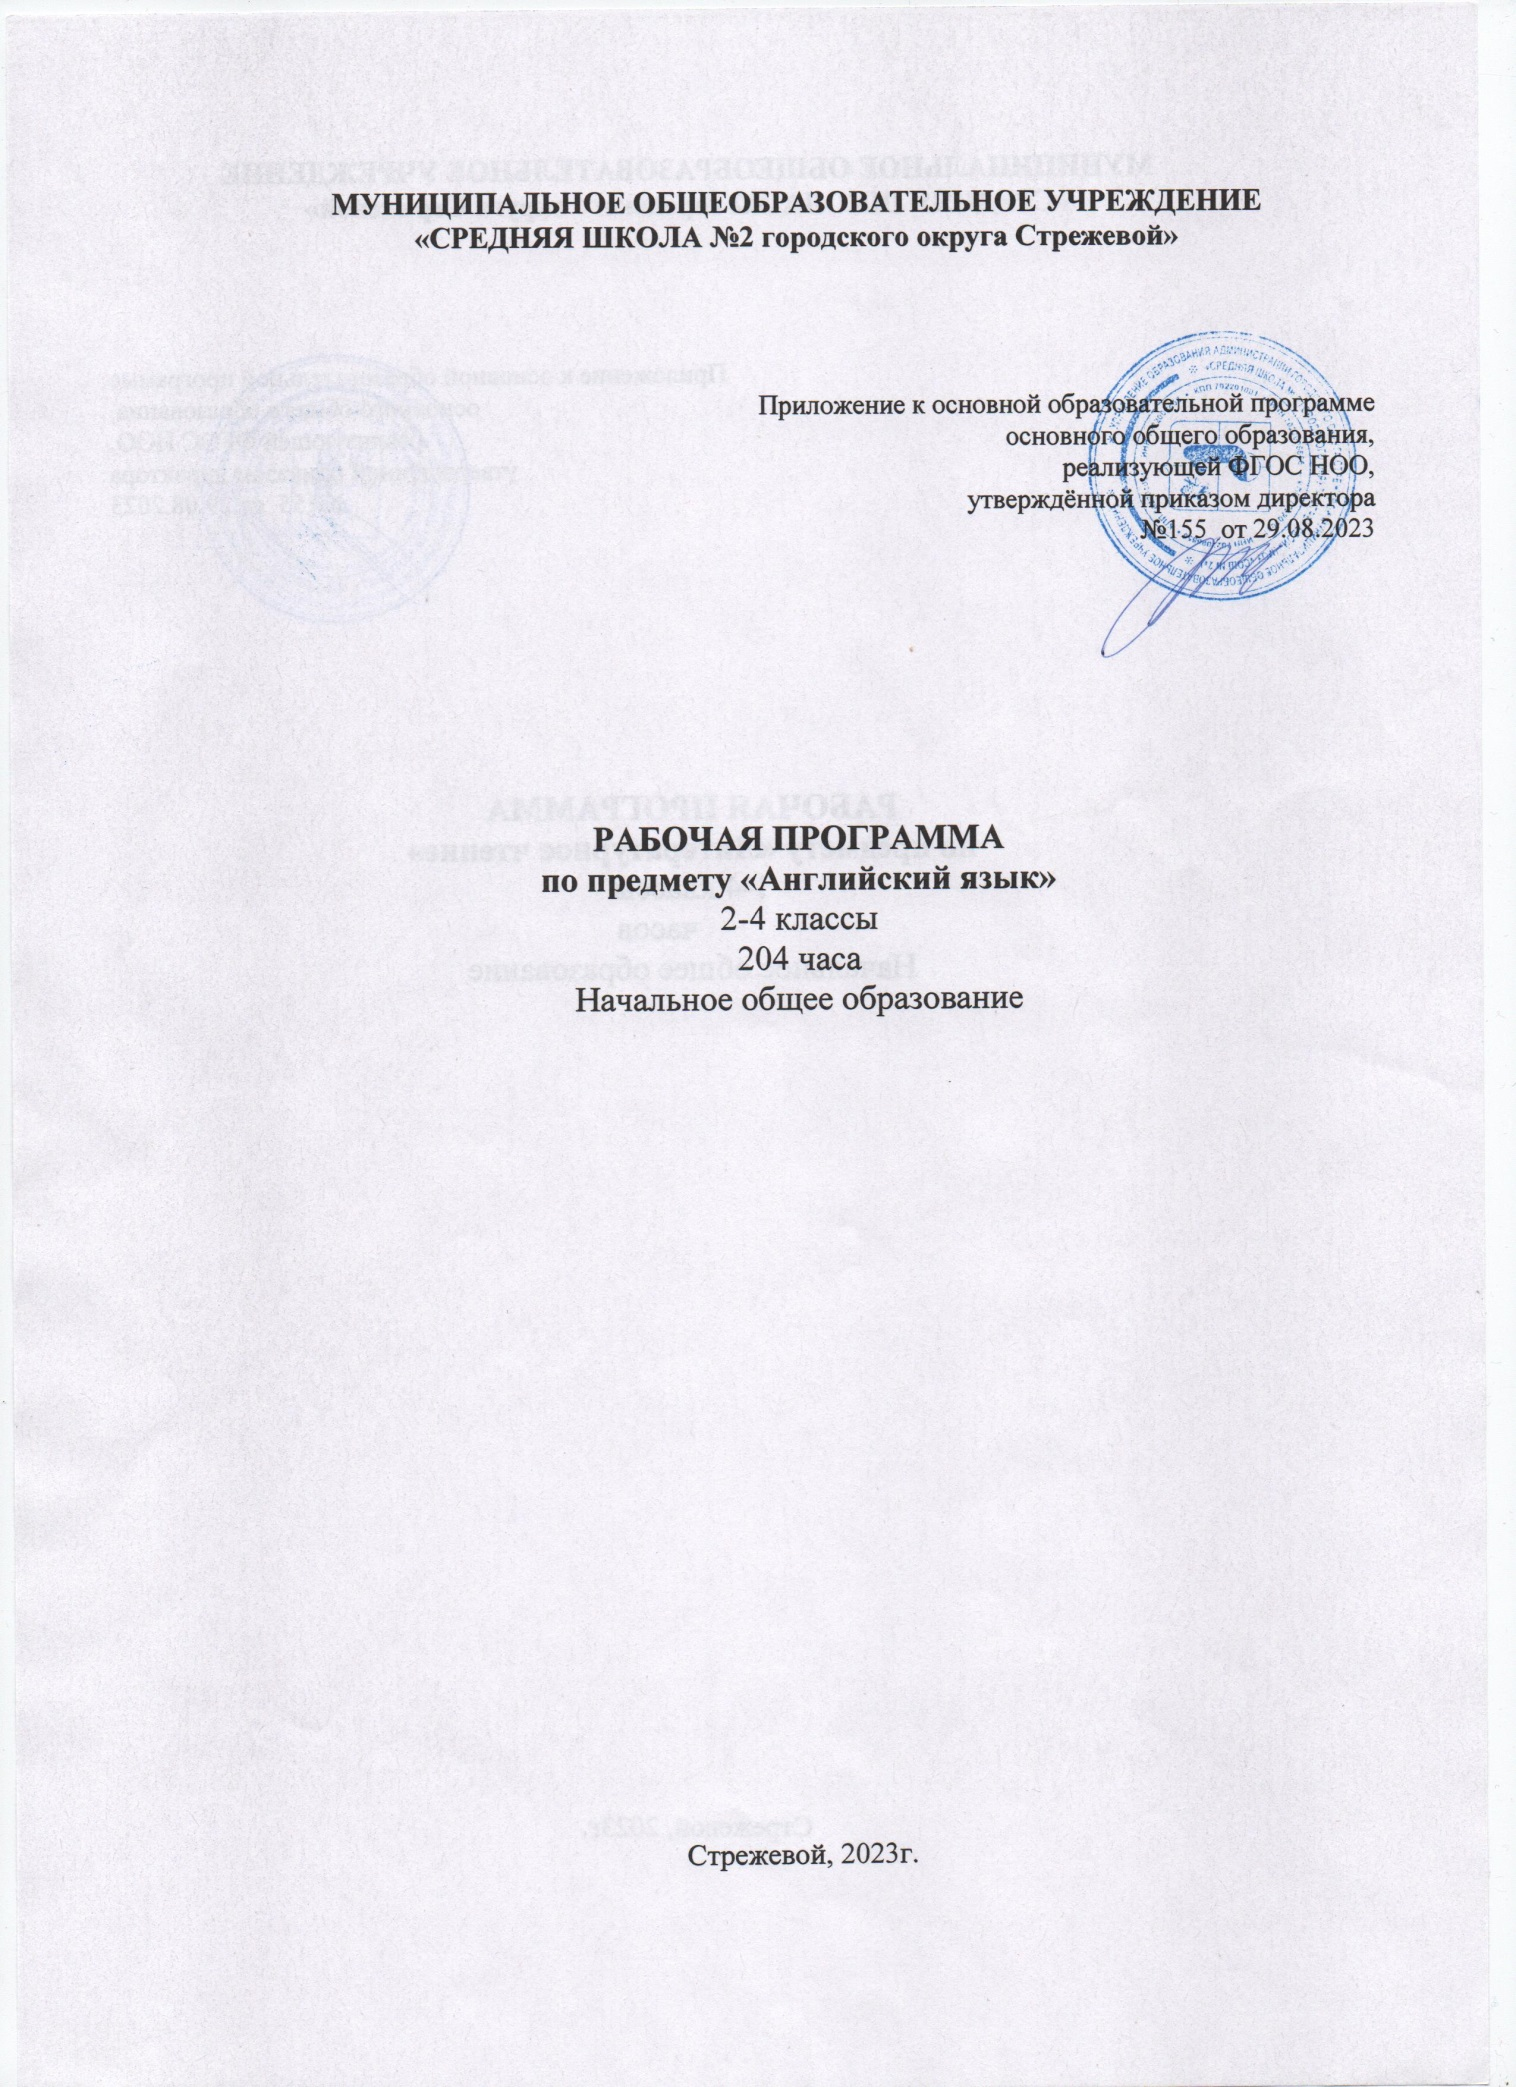 МУНИЦИПАЛЬНОЕ ОБЩЕОБРАЗОВАТЕЛЬНОЕ УЧРЕЖДЕНИЕ
«СРЕДНЯЯ ШКОЛА №2 городского округа Стрежевой»
Приложение к основной образовательной программе
основного общего образования,
реализующей ФГОС НОО,
утверждённой приказом директора
№155 от 29.08.2023
РАБОЧАЯ ПРОГРАММА
по предмету «Английский язык»
2-4 классы
204 часа
Начальное общее образование
Стрежевой, 2023г.